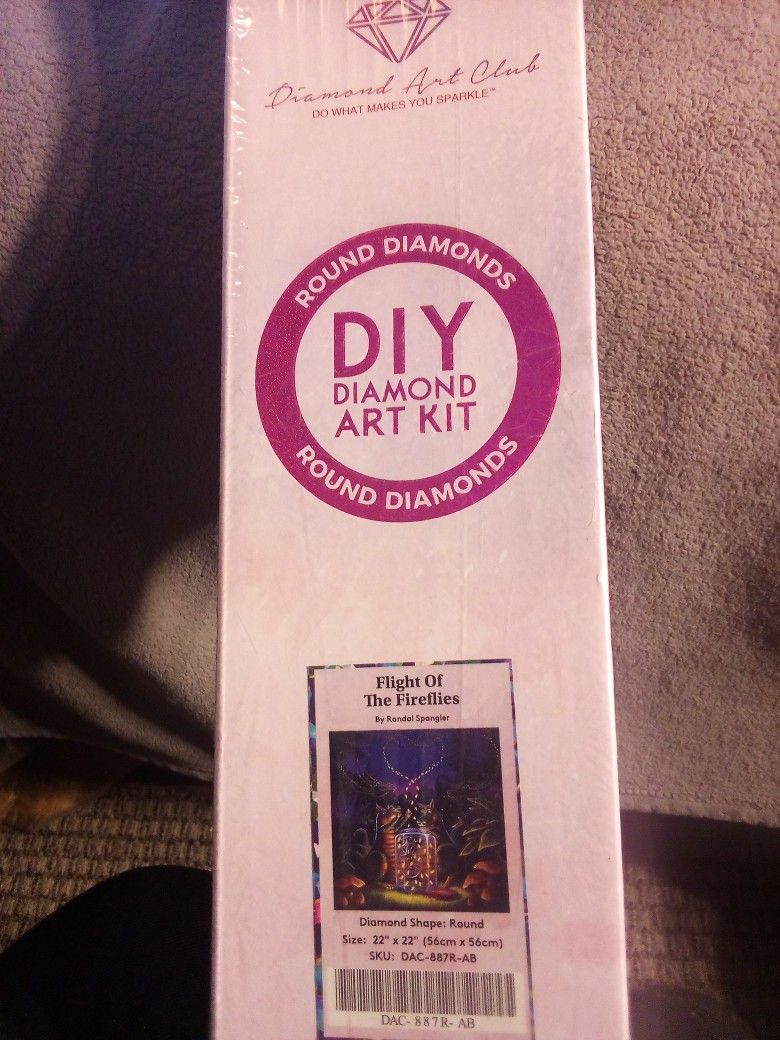 Diamond Art Club
DO WHAT MAKES YOU SPARKLE™
ROUND DIAMONDS
DIY
DIAMOND
ART KIT
ROUND DIAMONDS
Flight Of
The Fireflies
By Randal Spangler
Diamond Shape: Round
Size: 22" x 22" (56cm x 56cm)
SKU: DAC-887R-AB
DAC- 887R- AB